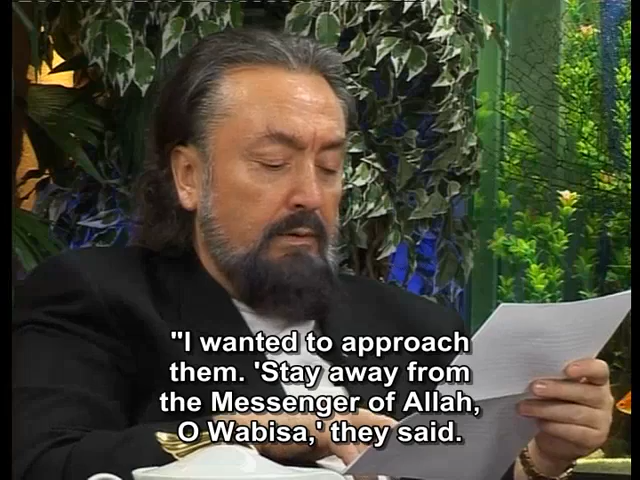 "I wanted to approach
them. 'Stay away from
the Messenger of Allah,
O Wabisa,' they said.